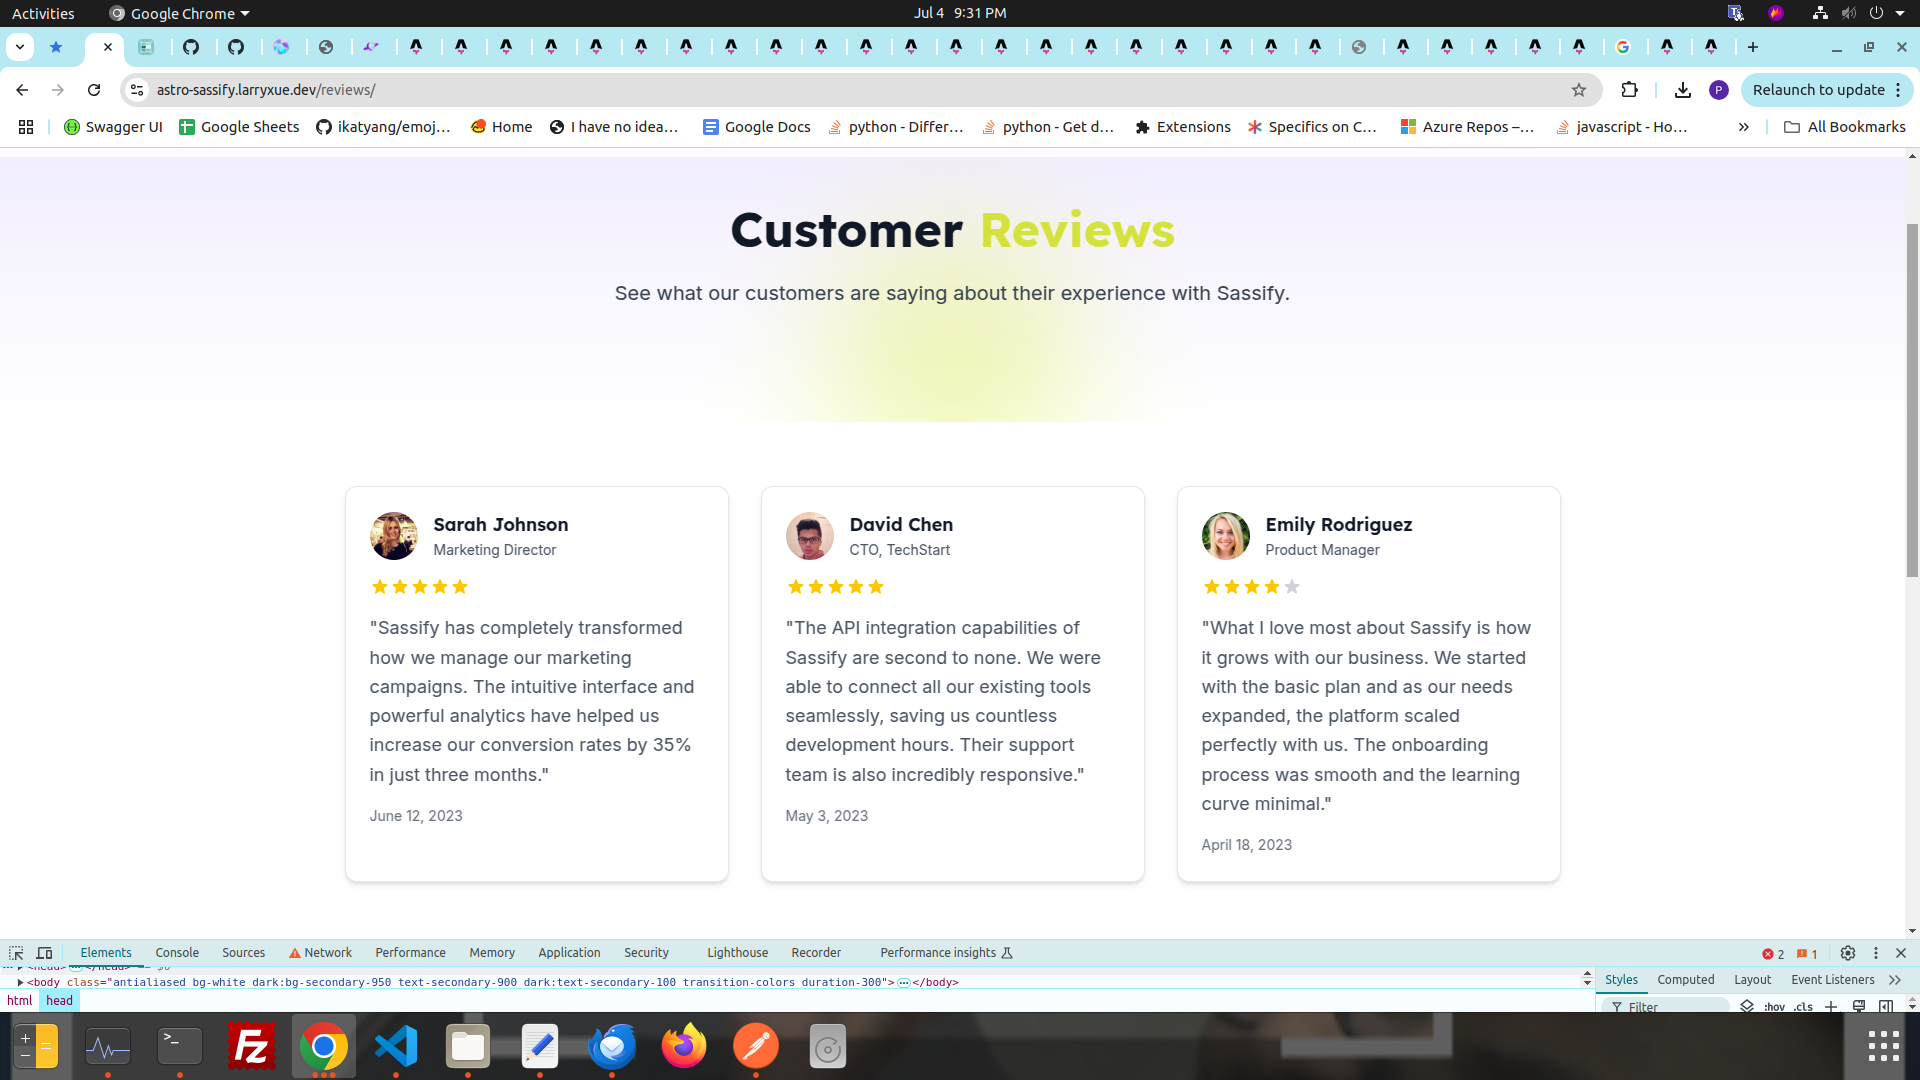 Activities
Google Chrome
Jul 4 9:31 PM
astro-sassify.larryxue.dev/reviews/
P
Relaunch to update
Swagger UI
Google Sheets
ikatyang/emoj…
Home
I have no idea…
Google Docs
python - Differ…
python - Get d…
Extensions
Specifics on C…
Azure Repos –…
javascript - Ho…
»
All Bookmarks
Customer Reviews
See what our customers are saying about their experience with Sassify.
Sarah Johnson
Marketing Director
"Sassify has completely transformed
how we manage our marketing
campaigns. The intuitive interface and
powerful analytics have helped us
increase our conversion rates by 35%
in just three months."
June 12, 2023
David Chen
CTO, TechStart
"The API integration capabilities of
Sassify are second to none. We were
able to connect all our existing tools
seamlessly, saving us countless
development hours. Their support
team is also incredibly responsive."
May 3, 2023
Emily Rodriguez
Product Manager
"What I love most about Sassify is how
it grows with our business. We started
with the basic plan and as our needs
expanded, the platform scaled
perfectly with us. The onboarding
process was smooth and the learning
curve minimal."
April 18, 2023
Elements
Console
Sources
Network
Performance
Memory
Application
Security
Lighthouse
Recorder
Performance insights
2
1
<body class="antialiased bg-white dark:bg-secondary-950 text-secondary-900 dark:text-secondary-100 transition-colors duration-300">…</body>
html
head
Styles
Computed
Layout
Event Listeners
»
Filter
:hov
.cls